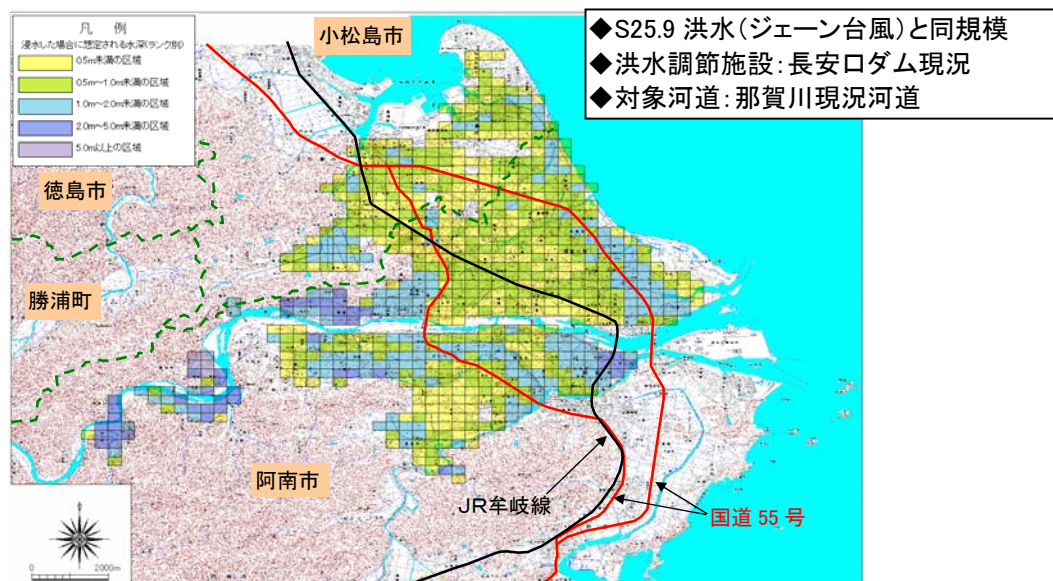 凡 例
浸水した場合に想定される水深(ランク別)
0.5m未満の区域
0.5m~1.0m未満の区域
1.0m~2.0m未満の区域
2.0m~5.0m未満の区域
5.0m以上の区域
◆S25.9 洪水(ジェーン台風)と同規模
◆洪水調節施設:長安口ダム現況
◆対象河道:那賀川現況河道
小松島市
徳島市
勝浦町
阿南市
JR牟岐線
国道 55 号
0 2000m